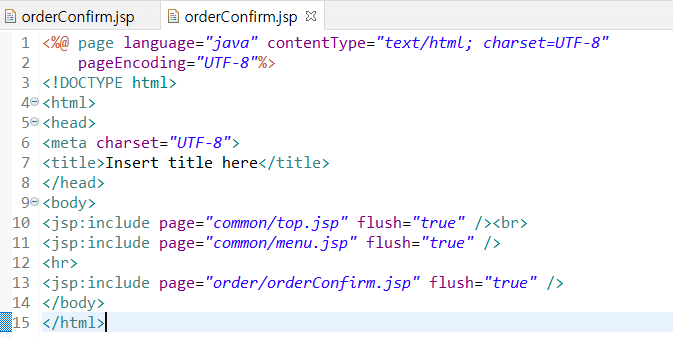 orderConfirm.jsp orderConfirm.jsp
1 <%@ page language="java" contentType="text/html; charset=UTF-8"
2     pageEncoding="UTF-8"%>
3 <!DOCTYPE html>
4 <html>
5 <head>
6 <meta charset="UTF-8">
7 <title>Insert title here</title>
8 </head>
9 <body>
10 <jsp:include page="common/top.jsp" flush="true" /><br>
11 <jsp:include page="common/menu.jsp" flush="true" />
12 <hr>
13 <jsp:include page="order/orderConfirm.jsp" flush="true" />
14 </body>
15 </html>